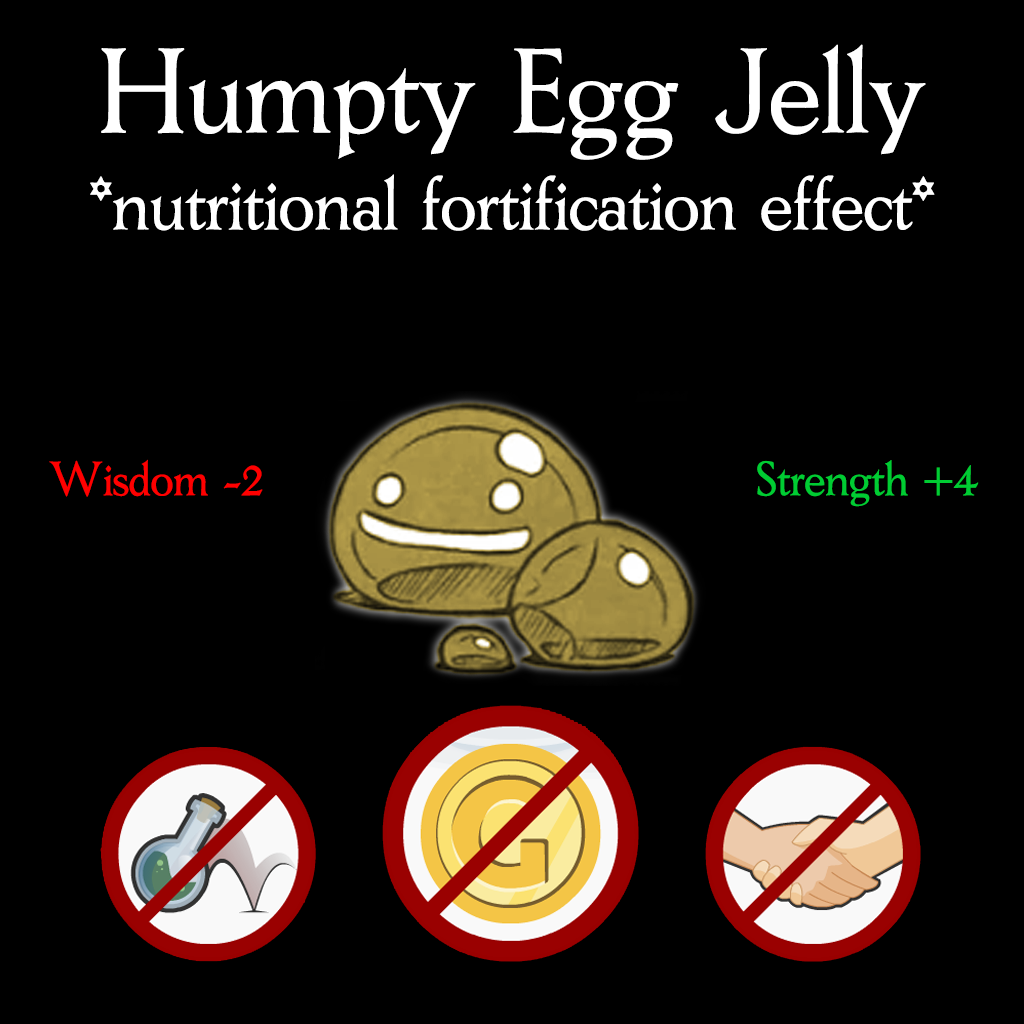 Humpty Egg Jelly
*nutritional fortification effect*
Wisdom -2
Strength +4
G